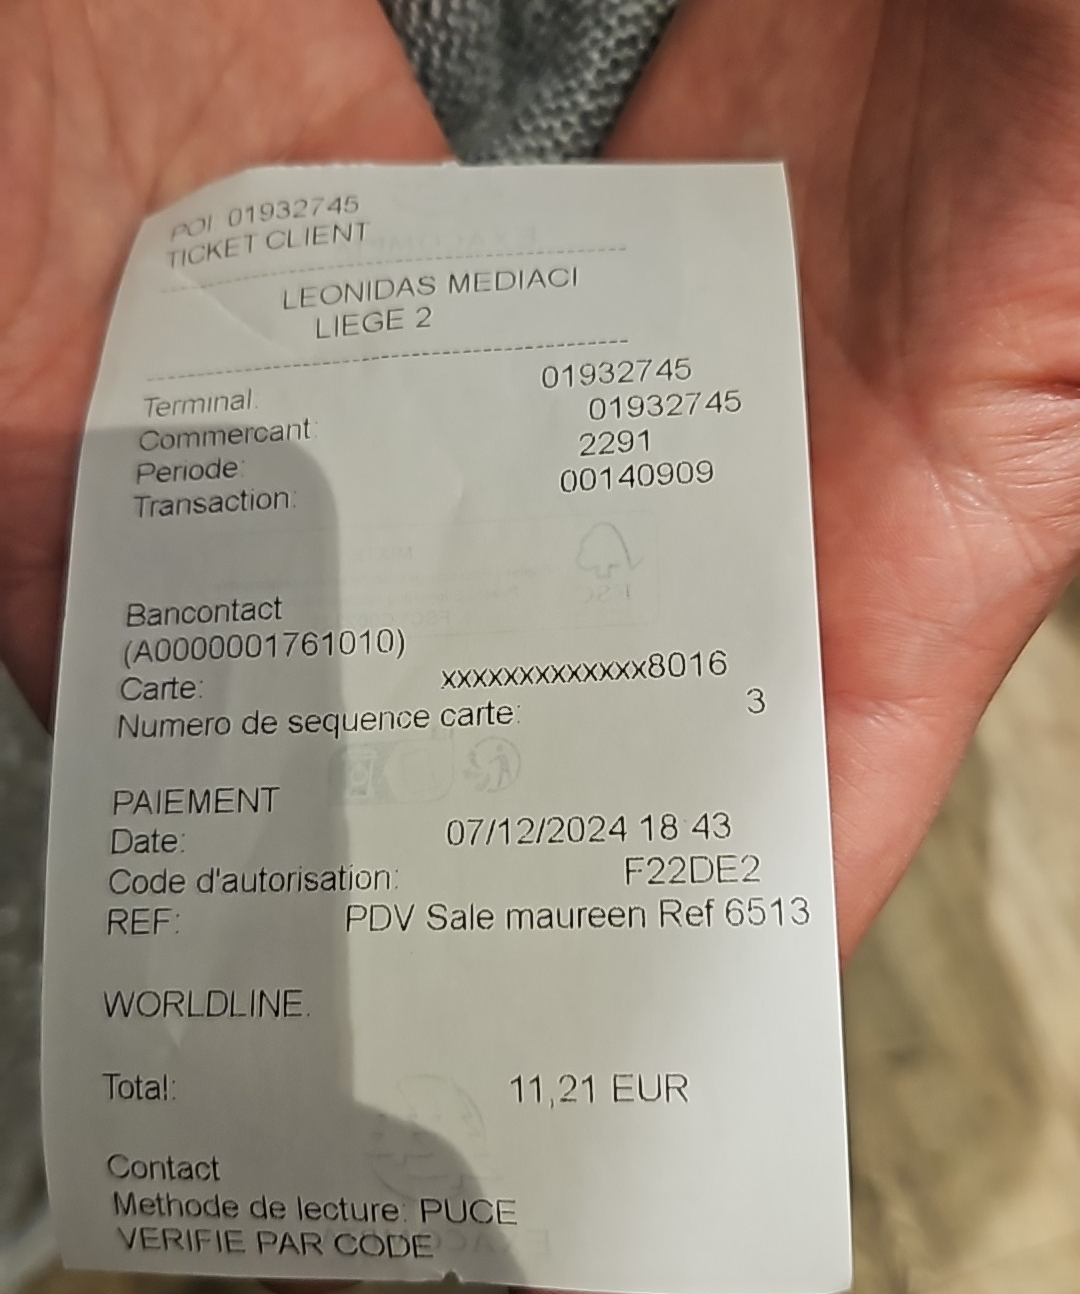 POI 01932745
TICKET CLIENT
LEONIDAS MEDIACI
LIEGE 2
Terminal: 01932745
Commercant: 01932745
Periode: 2291
Transaction: 00140909
Bancontact
(A0000001761010)
Carte: xxxxxxxxxxxxx8016
Numero de sequence carte: 3
PAIEMENT
Date: 07/12/2024 18 43
Code d'autorisation: F22DE2
REF: PDV Sale maureen Ref 6513
WORLDLINE.
Total: 11,21 EUR
Contact
Methode de lecture: PUCE
VERIFIE PAR CODE